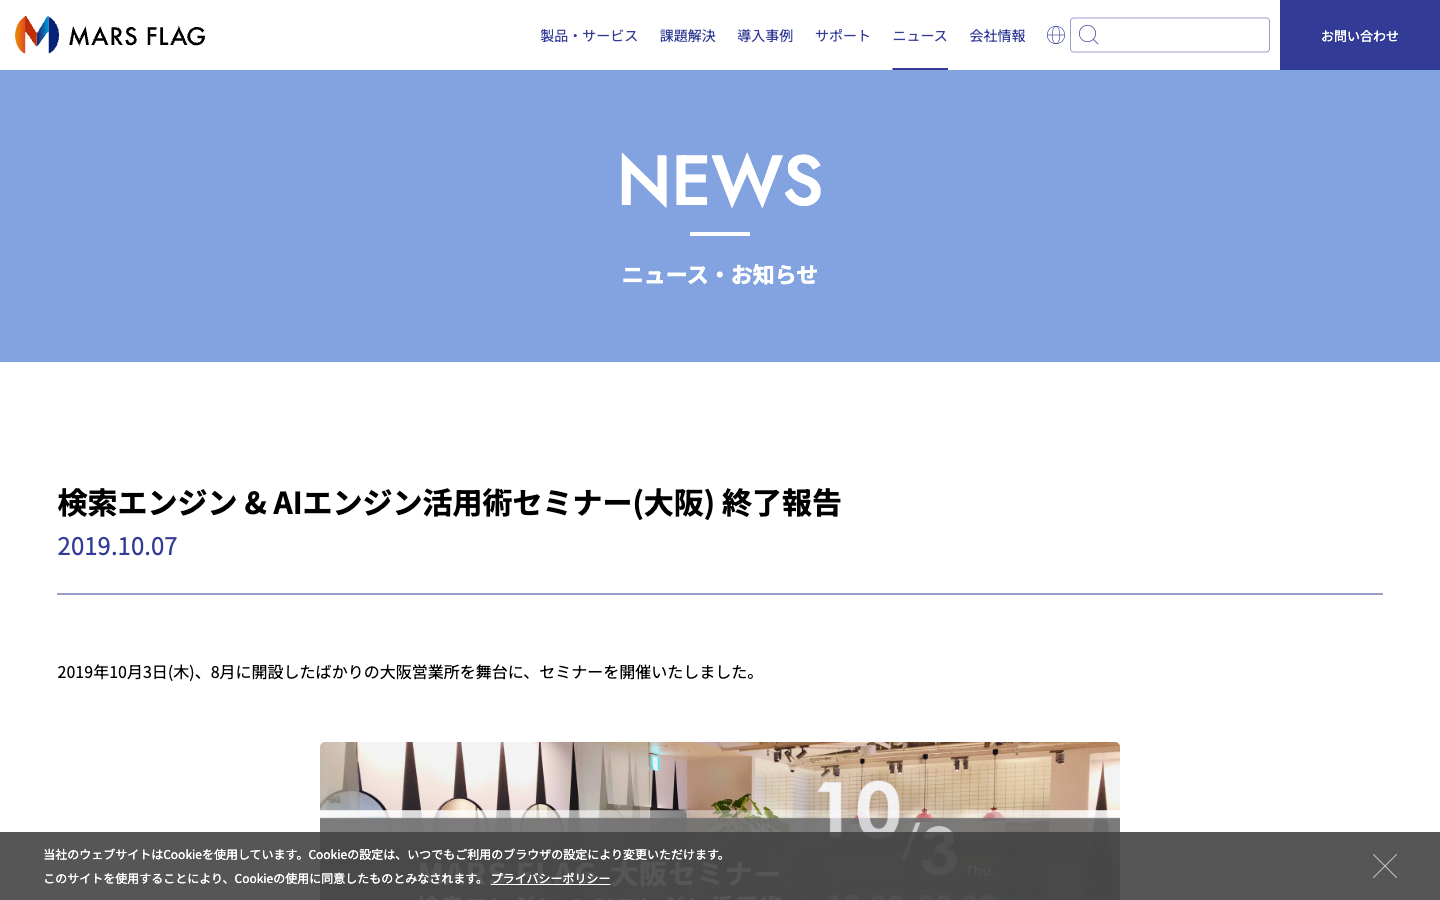 MARS FLAG
製品・サービス 課題解決 導入事例 サポート ニュース 会社情報 お問い合わせ
NEWS
ニュース・お知らせ
検索エンジン & AIエンジン活用術セミナー(大阪) 終了報告
2019.10.07
2019年10月3日(木)、8月に開設したばかりの大阪営業所を舞台に、セミナーを開催いたしました。
10/3 Thu.
大阪セミナー
当社のウェブサイトはCookieを使用しています。Cookieの設定は、いつでもご利用のブラウザの設定により変更いただけます。
このサイトを使用することにより、Cookieの使用に同意したものとみなされます。 プライバシーポリシー